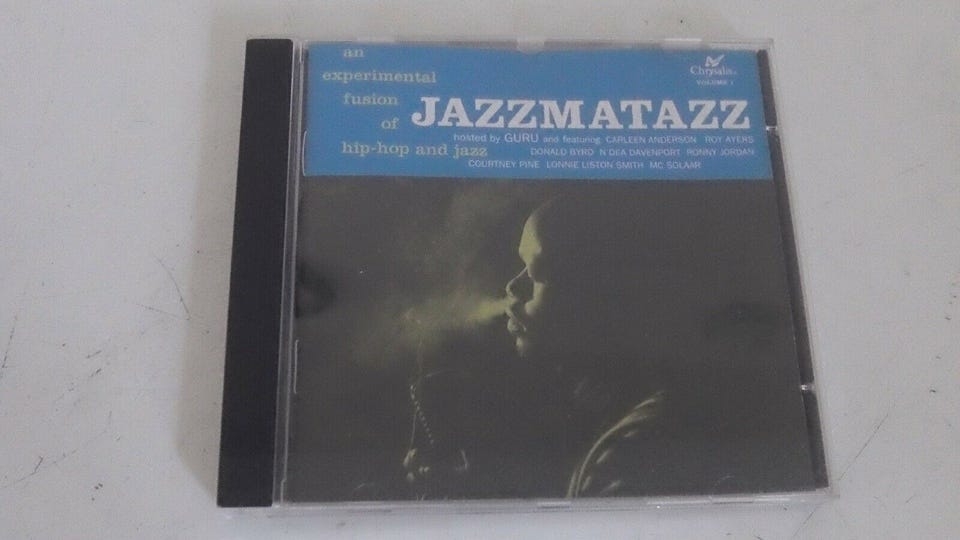 an
experimental
fusion
of
hip-hop and jazz
JAZZMATAZZ
Chrysalis
VOLUME 1
hosted by GURU and featuring CARLEEN ANDERSON ROY AYERS
DONALD BYRD N DEA DAVENPORT RONNY JORDAN
COURTNEY PINE LONNIE LISTON SMITH MC SOLAAR